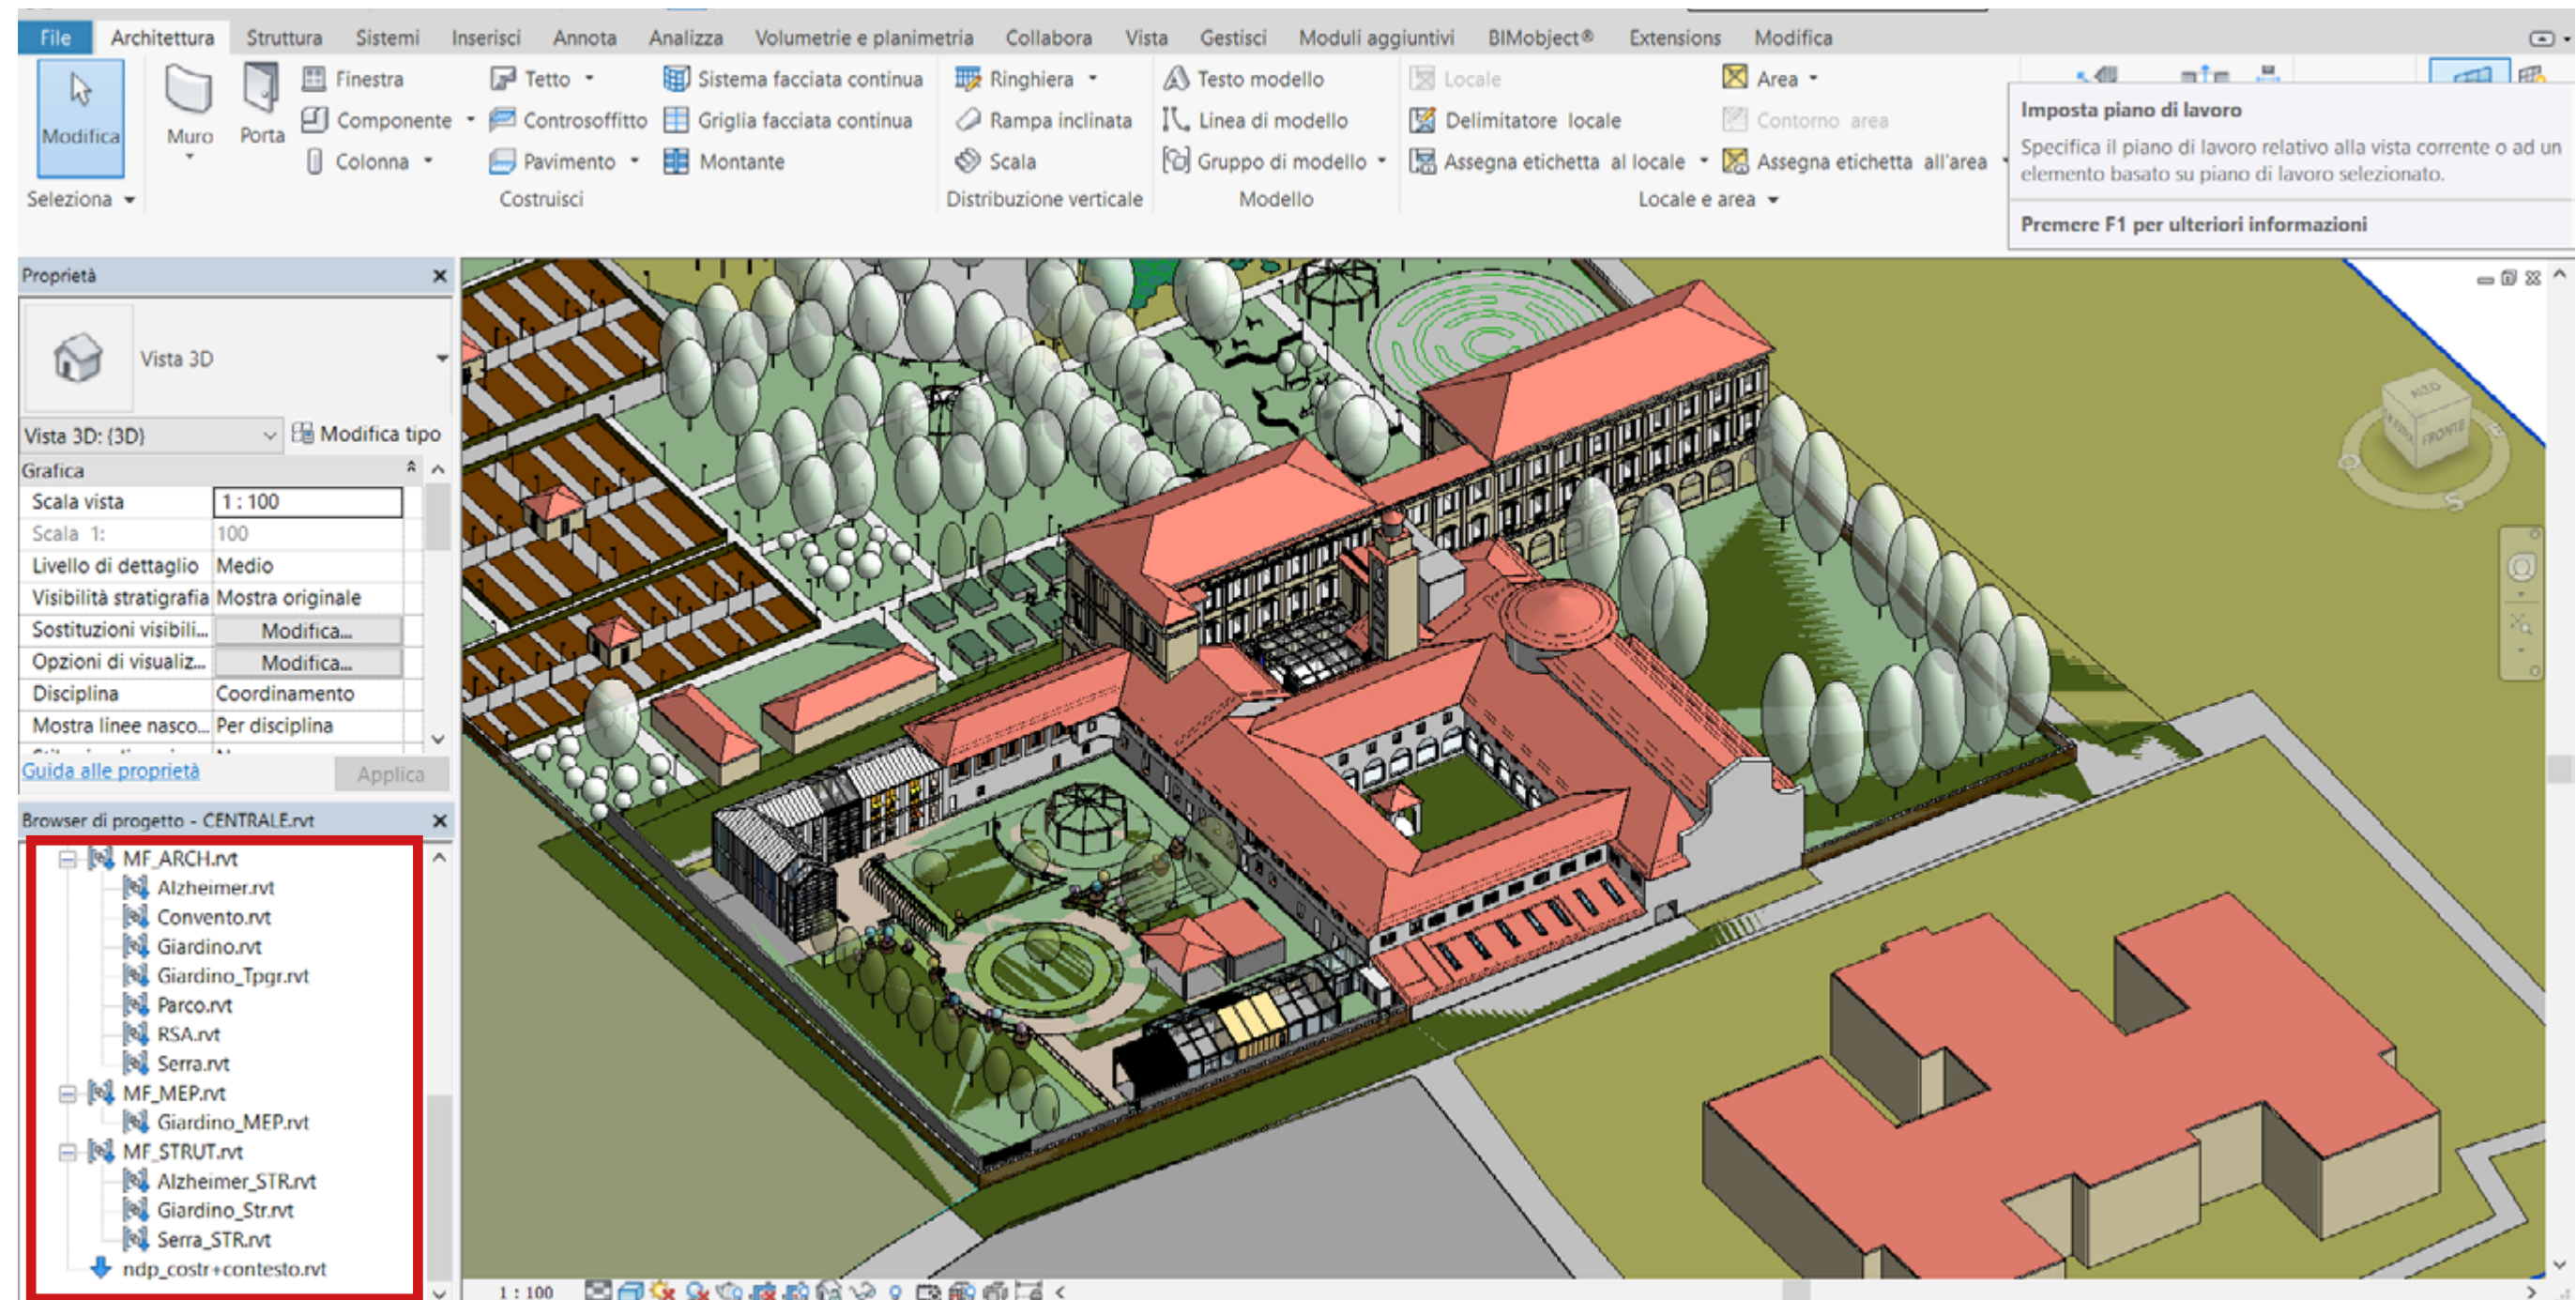 File Architettura Struttura Sistemi Inserisci Annota Analizza Volumetrie e planimetria Collabora Vista Gestisci Moduli aggiuntivi BIMobject® Extensions Modifica
Modifica
Muro
Porta
Finestra
Componente
Colonna
Tetto
Controsoffitto
Pavimento
Sistema facciata continua
Griglia facciata continua
Montante
Ringhiera
Rampa inclinata
Scala
Testo modello
Linea di modello
Gruppo di modello
Locale
Delimitatore locale
Assegna etichetta al locale
Area
Contorno area
Assegna etichetta all'area
Seleziona
Costruisci
Distribuzione verticale
Modello
Locale e area
Imposta piano di lavoro
Specifica il piano di lavoro relativo alla vista corrente o ad un
elemento basato su piano di lavoro selezionato.
Premere F1 per ulteriori informazioni
Proprietà
Vista 3D
Vista 3D: {3D} Modifica tipo
Grafica
Scala vista 1 : 100
Scala 1: 100
Livello di dettaglio Medio
Visibilità stratigrafia Mostra originale
Sostituzioni visibili... Modifica...
Opzioni di visualiz... Modifica...
Disciplina Coordinamento
Mostra linee nasco... Per disciplina
Guida alle proprietà Applica
Browser di progetto - CENTRALE.rvt
MF_ARCH.rvt
Alzheimer.rvt
Convento.rvt
Giardino.rvt
Giardino_Tpgr.rvt
Parco.rvt
RSA.rvt
Serra.rvt
MF_MEP.rvt
Giardino_MEP.rvt
MF_STRUT.rvt
Alzheimer_STR.rvt
Giardino_Str.rvt
Serra_STR.rvt
ndp_costr+contesto.rvt
FRONTE
S
1 : 100